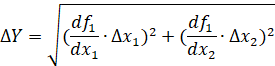 ΔY = √((df₁/dx₁ · Δx₁)² + (df₁/dx₂ · Δx₂)²)